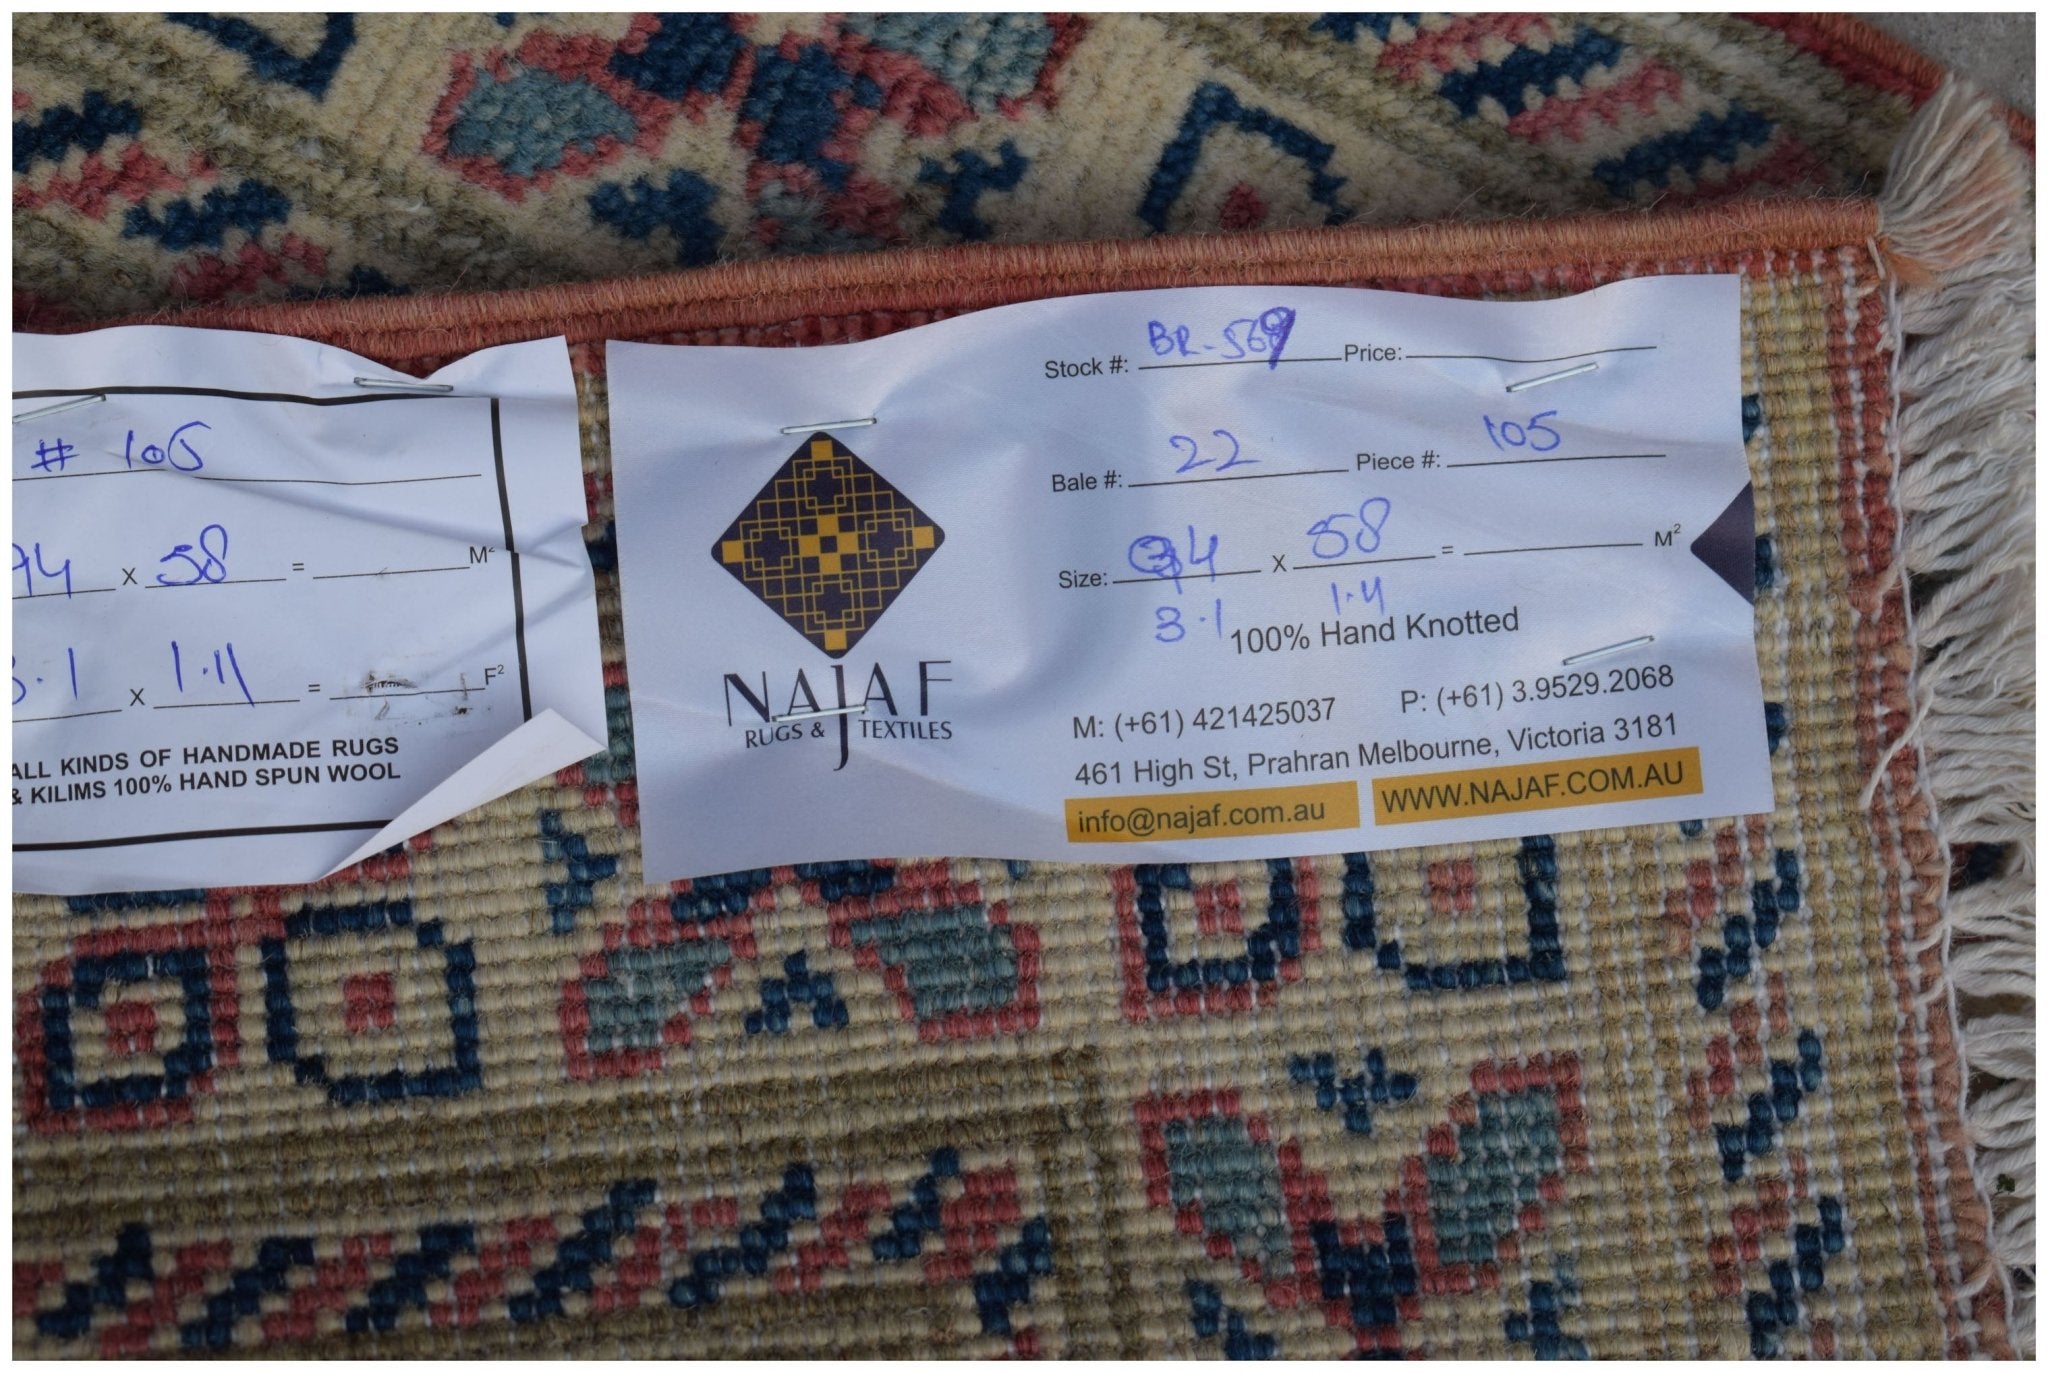 # 105
94 X 58 = M²
3.1 X 1.11 = F²
ALL KINDS OF HANDMADE RUGS
& KILIMS 100% HAND SPUN WOOL
NAJAF
RUGS & TEXTILES
Stock #: BR-569 Price:
Bale #: 22 Piece #: 105
Size: 94 X 58 = M²
3.1 1.11
100% Hand Knotted
M: (+61) 421425037 P: (+61) 3.9529.2068
461 High St, Prahran Melbourne, Victoria 3181
info@najaf.com.au WWW.NAJAF.COM.AU